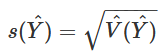 s(Ŷ) = √V̂(Ŷ)